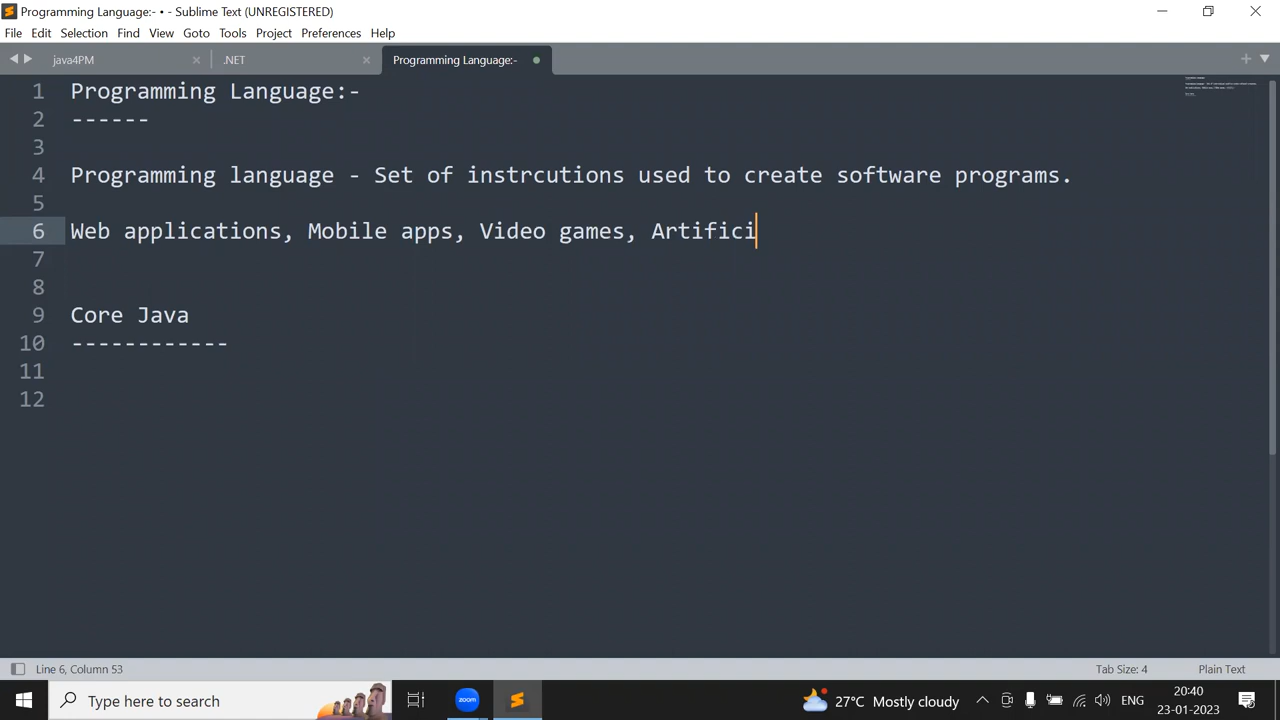 Programming Language:- • - Sublime Text (UNREGISTERED)
File Edit Selection Find View Goto Tools Project Preferences Help
java4PM .NET Programming Language:-
1 Programming Language:-
2 ------
3
4 Programming language - Set of instrcutions used to create software programs.
5
6 Web applications, Mobile apps, Video games, Artifici
7
8
9 Core Java
10 ------------
11
12
Line 6, Column 53 Tab Size: 4 Plain Text
Type here to search zoom 27°C Mostly cloudy ENG 20:40
23-01-2023